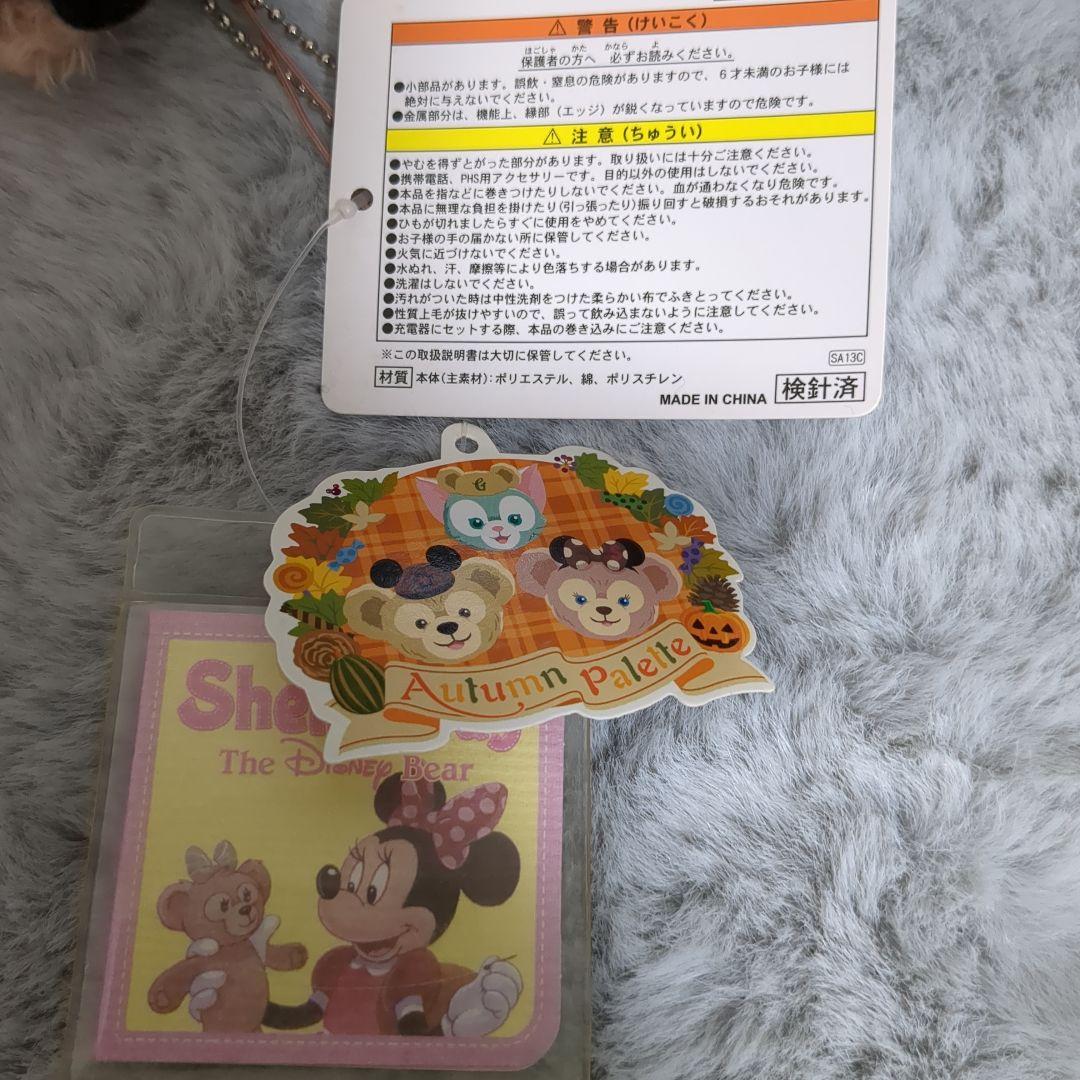 ⚠ 警告 (けいこく)
ほごしゃ かた かなら よ
保護者の方へ 必ずお読みください。
●小部品があります。誤飲・窒息の危険がありますので、6才未満のお子様には
絶対に与えないでください。
●金属部分は、機能上、縁部 (エッジ) が鋭くなっていますので危険です。
⚠ 注意 (ちゅうい)
●やむを得ずとがった部分があります。取り扱いには十分ご注意ください。
●携帯電話、PHS用アクセサリーです。目的以外の使用はしないでください。
●本品を指などに巻きつけたりしないでください。血が通わなくなり危険です。
●本品に無理な負担を掛けたり(引っ張ったり)振り回すと破損するおそれがあります。
●ひもが切れましたらすぐに使用をやめてください。
●お子様の手の届かない所に保管してください。
●火気に近づけないでください。
●水ぬれ、汗、摩擦等により色落ちする場合があります。
●洗濯はしないでください。
●汚れがついた時は中性洗剤をつけた柔らかい布でふきとってください。
●性質上毛が抜けやすいので、誤って飲み込まないように注意してください。
●充電器にセットする際、本品の巻き込みにご注意ください。
※この取扱説明書は大切に保管してください。
SA13C
材質 本体(主素材):ポリエステル、綿、ポリスチレン
MADE IN CHINA 検針済
G
Autumn Palette
The Disney Bear